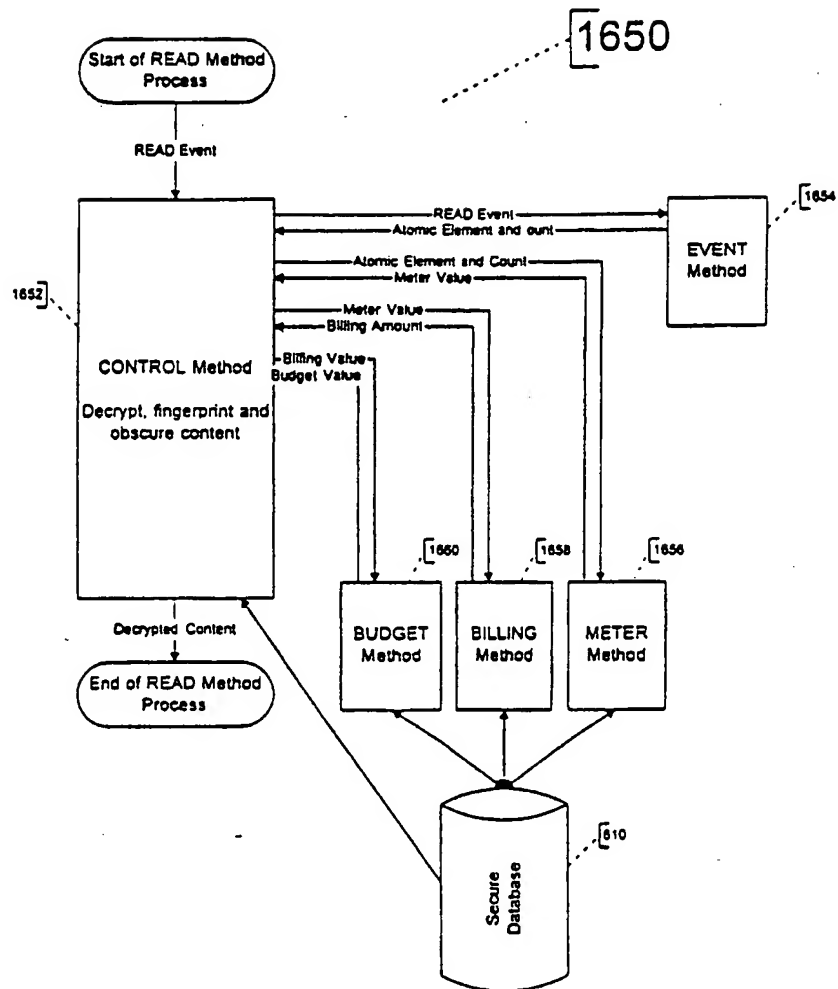 1650
Start of READ Method
Process
READ Event
READ Event
Atomic Element and ount
1654
EVENT
Method
Atomic Element and Count
Meter Value
1652
Meter Value
Billing Amount
Billing Value
Budget Value
CONTROL Method
Decrypt, fingerprint and
obscure content
1660
1658
1656
BUDGET
Method
BILLING
Method
METER
Method
Decrypted Content
End of READ Method
Process
Secure
Database
610